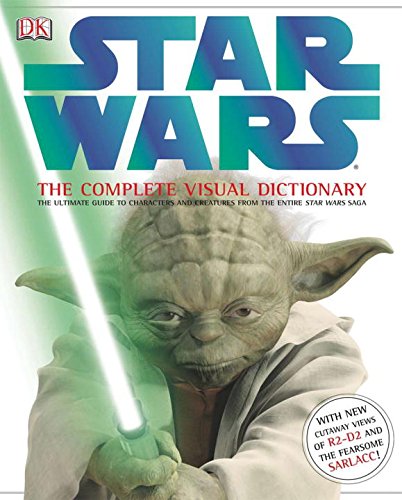 DK
STAR
WARS®
THE COMPLETE VISUAL DICTIONARY
THE ULTIMATE GUIDE TO CHARACTERS AND CREATURES FROM THE ENTIRE STAR WARS SAGA
WITH NEW
CUTAWAY VIEWS
OF R2-D2 AND
THE FEARSOME
SARLACC!